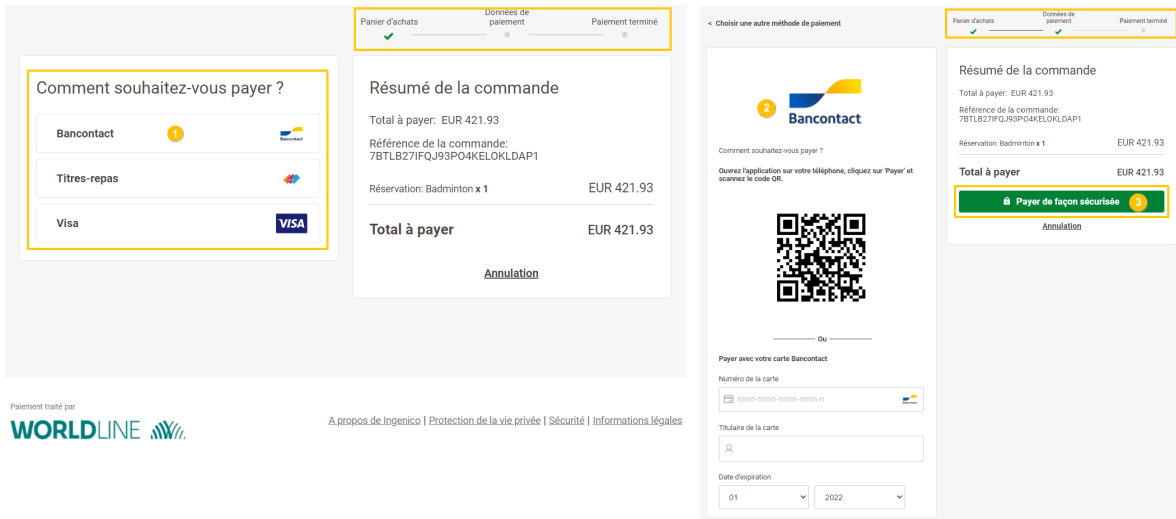 Panier d'achats
Données de
paiement
Paiement terminé
Comment souhaitez-vous payer ?
Bancontact
1
Bancontact
Titres-repas
Visa
VISA
Résumé de la commande
Total à payer: EUR 421.93
Référence de la commande:
7BTLB27IFQJ93PO4KELOKLDAP1
Réservation: Badminton x 1
EUR 421.93
Total à payer
EUR 421.93
Annulation
Paiement traité par
WORLDLINE
A propos de Ingenico | Protection de la vie privée | Sécurité | Informations légales
< Choisir une autre méthode de paiement
Panier d'achats
Données de
paiement
Paiement terminé
2
Bancontact
Comment souhaitez-vous payer ?
Ouvrez l'application sur votre téléphone, cliquez sur 'Payer' et
scannez le code QR.
Ou
Payer avec votre carte Bancontact
Numéro de la carte
nnnn-nnnn-nnnn-nnnn-n
Bancontact
Titulaire de la carte
Date d'expiration
01
2022
Résumé de la commande
Total à payer: EUR 421.93
Référence de la commande:
7BTLB27IFQJ93PO4KELOKLDAP1
Réservation: Badminton x 1
EUR 421.93
Total à payer
EUR 421.93
Payer de façon sécurisée
3
Annulation